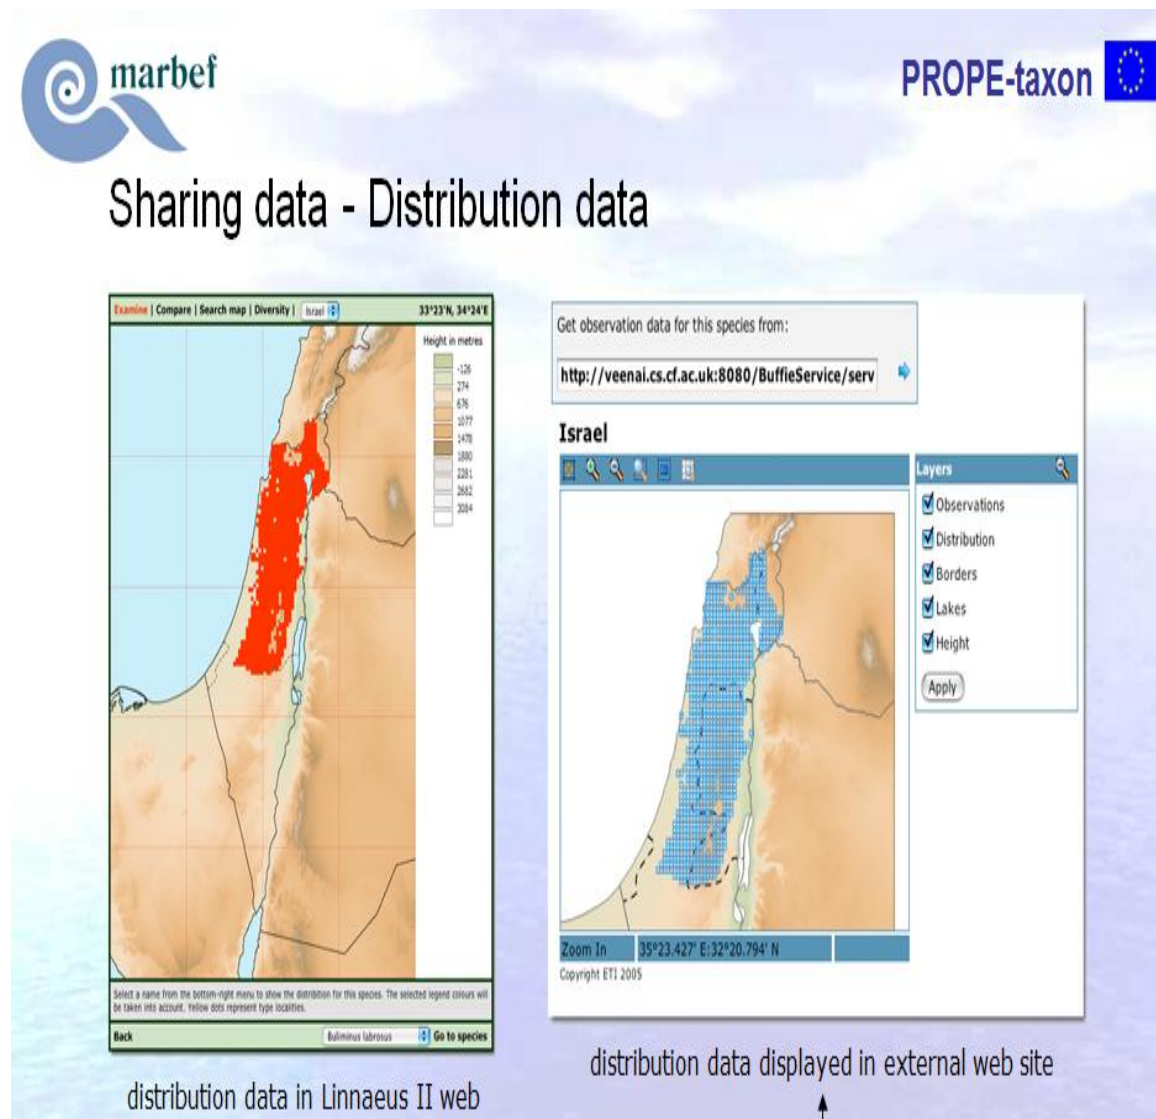 marbef
PROPE-taxon
Sharing data - Distribution data
Examine | Compare | Search map | Diversity | Israel 33°23'N, 34°24'E
Height in metres
-126
274
676
1077
1478
1880
2281
2682
3084
Select a name from the bottom-right menu to show the distribition for this species. The selected legend colours will
be taken into account. Yellow dots represent type localities.
Back Buliminus labrosus Go to species
distribution data in Linnaeus II web
Get observation data for this species from:
http://veenai.cs.cf.ac.uk:8080/BuffieService/serv
Israel
Layers
Observations
Distribution
Borders
Lakes
Height
Apply
Zoom In 35°23.427' E:32°20.794' N
Copyright ETI 2005
distribution data displayed in external web site